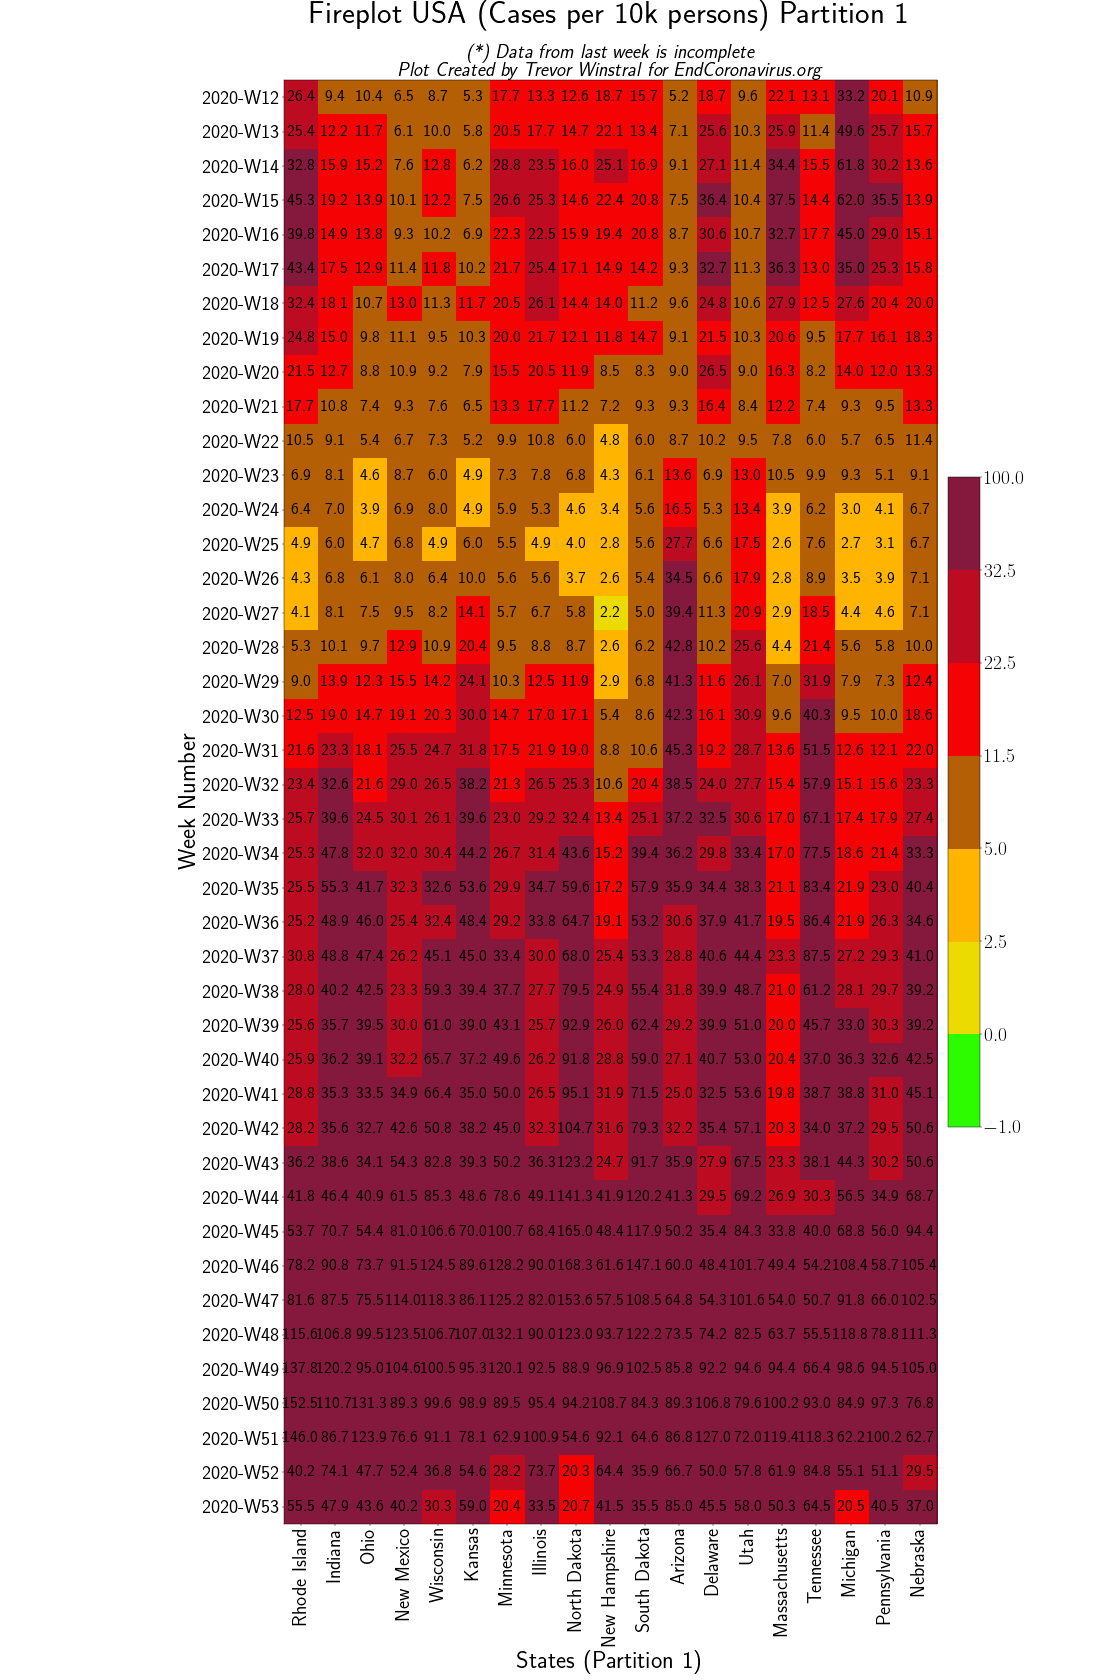 Fireplot USA (Cases per 10k persons) Partition 1
(*) Data from last week is incomplete
Plot Created by Trevor Winstral for EndCoronavirus.org
2020-W12 26.4 9.4 10.4 6.5 8.7 5.3 17.7 13.3 12.6 18.7 15.7 5.2 18.7 9.6 22.1 13.1 33.2 20.1 10.9
2020-W13 25.4 12.2 11.7 6.1 10.0 5.8 20.5 17.7 14.7 22.1 13.4 7.1 25.6 10.3 25.9 11.4 49.6 25.7 15.7
2020-W14 32.8 15.9 15.2 7.6 12.8 6.2 28.8 23.5 16.0 25.1 16.9 9.1 27.1 11.4 34.4 15.5 61.8 30.2 13.6
2020-W15 45.3 19.2 13.9 10.1 12.2 7.5 26.6 25.3 14.6 22.4 20.8 7.5 36.4 10.4 37.5 14.4 62.0 35.5 13.9
2020-W16 39.8 14.9 13.8 9.3 10.2 6.9 22.3 22.5 15.9 19.4 20.8 8.7 30.6 10.7 32.7 17.7 45.0 29.0 15.1
2020-W17 43.4 17.5 12.9 11.4 11.8 10.2 21.7 25.4 17.1 14.9 14.2 9.3 32.7 11.3 36.3 13.0 35.0 25.3 15.8
2020-W18 32.4 18.1 10.7 13.0 11.3 11.7 20.5 26.1 14.4 14.0 11.2 9.6 24.8 10.6 27.9 12.5 27.6 20.4 20.0
2020-W19 24.8 15.0 9.8 11.1 9.5 10.3 20.0 21.7 12.1 11.8 14.7 9.1 21.5 10.3 20.6 9.5 17.7 16.1 18.3
2020-W20 21.5 12.7 8.8 10.9 9.2 7.9 15.5 20.5 11.9 8.5 8.3 9.0 26.5 9.0 16.3 8.2 14.0 12.0 13.3
2020-W21 17.7 10.8 7.4 9.3 7.6 6.5 13.3 17.7 11.2 7.2 9.3 9.3 16.4 8.4 12.2 7.4 9.3 9.5 13.3
2020-W22 10.5 9.1 5.4 6.7 7.3 5.2 9.9 10.8 6.0 4.8 6.0 8.7 10.2 9.5 7.8 6.0 5.7 6.5 11.4
2020-W23 6.9 8.1 4.6 8.7 6.0 4.9 7.3 7.8 6.8 4.3 6.1 13.6 6.9 13.0 10.5 9.9 9.3 5.1 9.1
2020-W24 6.4 7.0 3.9 6.9 8.0 4.9 5.9 5.3 4.6 3.4 5.6 16.5 5.3 13.4 3.9 6.2 3.0 4.1 6.7
2020-W25 4.9 6.0 4.7 6.8 4.9 6.0 5.5 4.9 4.0 2.8 5.6 27.7 6.6 17.5 2.6 7.6 2.7 3.1 6.7
2020-W26 4.3 6.8 6.1 8.0 6.4 10.0 5.6 5.6 3.7 2.6 5.4 34.5 6.6 17.9 2.8 8.9 3.5 3.9 7.1
2020-W27 4.1 8.1 7.5 9.5 8.2 14.1 5.7 6.7 5.8 2.2 5.0 39.4 11.3 20.9 2.9 18.5 4.4 4.6 7.1
2020-W28 5.3 10.1 9.7 12.9 10.9 20.4 9.5 8.8 8.7 2.6 6.2 42.8 10.2 25.6 4.4 21.4 5.6 5.8 10.0
2020-W29 9.0 13.9 12.3 15.5 14.2 24.1 10.3 12.5 11.9 2.9 6.8 41.3 11.6 26.1 7.0 31.9 7.9 7.3 12.4
2020-W30 12.5 19.0 14.7 19.1 20.3 30.0 14.7 17.0 17.1 5.4 8.6 42.3 16.1 30.9 9.6 40.3 9.5 10.0 18.6
2020-W31 21.6 23.3 18.1 25.5 24.7 31.8 17.5 21.9 19.0 8.8 10.6 45.3 19.2 28.7 13.6 51.5 12.6 12.1 22.0
2020-W32 23.4 32.6 21.6 29.0 26.5 38.2 21.3 26.5 25.3 10.6 20.4 38.5 24.0 27.7 15.4 57.9 15.1 15.6 23.3
2020-W33 25.7 39.6 24.5 30.1 26.1 39.6 23.0 29.2 32.4 13.4 25.1 37.2 32.5 30.6 17.0 67.1 17.4 17.9 27.4
2020-W34 25.3 47.8 32.0 32.0 30.4 44.2 26.7 31.4 43.6 15.2 39.4 36.2 29.8 33.4 17.0 77.5 18.6 21.4 33.3
2020-W35 25.5 55.3 41.7 32.3 32.6 53.6 29.9 34.7 59.6 17.2 57.9 35.9 34.4 38.3 21.1 83.4 21.9 23.0 40.4
2020-W36 25.2 48.9 46.0 25.4 32.4 48.4 29.2 33.8 64.7 19.1 53.2 30.6 37.9 41.7 19.5 86.4 21.9 26.3 34.6
2020-W37 30.8 48.8 47.4 26.2 45.1 45.0 33.4 30.0 68.0 25.4 53.3 28.8 40.6 44.4 23.3 87.5 27.2 29.3 41.0
2020-W38 28.0 40.2 42.5 23.3 59.3 39.4 37.7 27.7 79.5 24.9 55.4 31.8 39.9 48.7 21.0 61.2 28.1 29.7 39.2
2020-W39 25.6 35.7 39.5 30.0 61.0 39.0 43.1 25.7 92.9 26.0 62.4 29.2 39.9 51.0 20.0 45.7 33.0 30.3 39.2
2020-W40 25.9 36.2 39.1 32.2 65.7 37.2 49.6 26.2 91.8 28.8 59.0 27.1 40.7 53.0 20.4 37.0 36.3 32.6 42.5
2020-W41 28.8 35.3 33.5 34.9 66.4 35.0 50.0 26.5 95.1 31.9 71.5 25.0 32.5 53.6 19.8 38.7 38.8 31.0 45.1
2020-W42 28.2 35.6 32.7 42.6 50.8 38.2 45.0 32.3 104.7 31.6 79.3 32.2 35.4 57.1 20.3 34.0 37.2 29.5 50.6
2020-W43 36.2 38.6 34.1 54.3 82.8 39.3 50.2 36.3 123.2 24.7 91.7 35.9 27.9 67.5 23.3 38.1 44.3 30.2 50.6
2020-W44 41.8 46.4 40.9 61.5 85.3 48.6 78.6 49.1 141.3 41.9 120.2 41.3 29.5 69.2 26.9 30.3 56.5 34.9 68.7
2020-W45 53.7 70.7 54.4 81.0 106.6 70.0 100.7 68.4 165.0 48.4 117.9 50.2 35.4 84.3 33.8 40.0 68.8 56.0 94.4
2020-W46 78.2 90.8 73.7 91.5 124.5 89.6 128.2 90.0 168.3 61.6 147.1 60.0 48.4 101.7 49.4 54.2 108.4 58.7 105.4
2020-W47 81.6 87.5 75.5 114.0 118.3 86.1 125.2 82.0 153.6 57.5 108.5 64.8 54.3 101.6 54.0 50.7 91.8 66.0 102.5
2020-W48 115.6 106.8 99.5 123.5 106.7 107.0 132.1 90.0 123.0 93.7 122.2 73.5 74.2 82.5 63.7 55.5 118.8 78.8 111.3
2020-W49 137.8 120.2 95.0 104.6 100.5 95.3 120.1 92.5 88.9 96.9 102.5 85.8 92.2 94.6 94.4 66.4 98.6 94.5 105.0
2020-W50 152.5 110.7 131.3 89.3 99.6 98.9 89.5 95.4 94.2 108.7 84.3 89.3 106.8 79.6 100.2 93.0 84.9 97.3 76.8
2020-W51 146.0 86.7 123.9 76.6 91.1 78.1 62.9 100.9 54.6 92.1 64.6 86.8 127.0 72.0 119.4 118.3 62.2 100.2 62.7
2020-W52 40.2 74.1 47.7 52.4 36.8 54.6 28.2 73.7 20.3 64.4 35.9 66.7 50.0 57.8 61.9 84.8 55.1 51.1 29.5
2020-W53 55.5 47.9 43.6 40.2 30.3 59.0 20.4 33.5 20.7 41.5 35.5 85.0 45.5 58.0 50.3 64.5 20.5 40.5 37.0
Week Number
Rhode Island
Indiana
Ohio
New Mexico
Wisconsin
Kansas
Minnesota
Illinois
North Dakota
New Hampshire
South Dakota
Arizona
Delaware
Utah
Massachusetts
Tennessee
Michigan
Pennsylvania
Nebraska
States (Partition 1)
100.0
32.5
22.5
11.5
5.0
2.5
0.0
−1.0